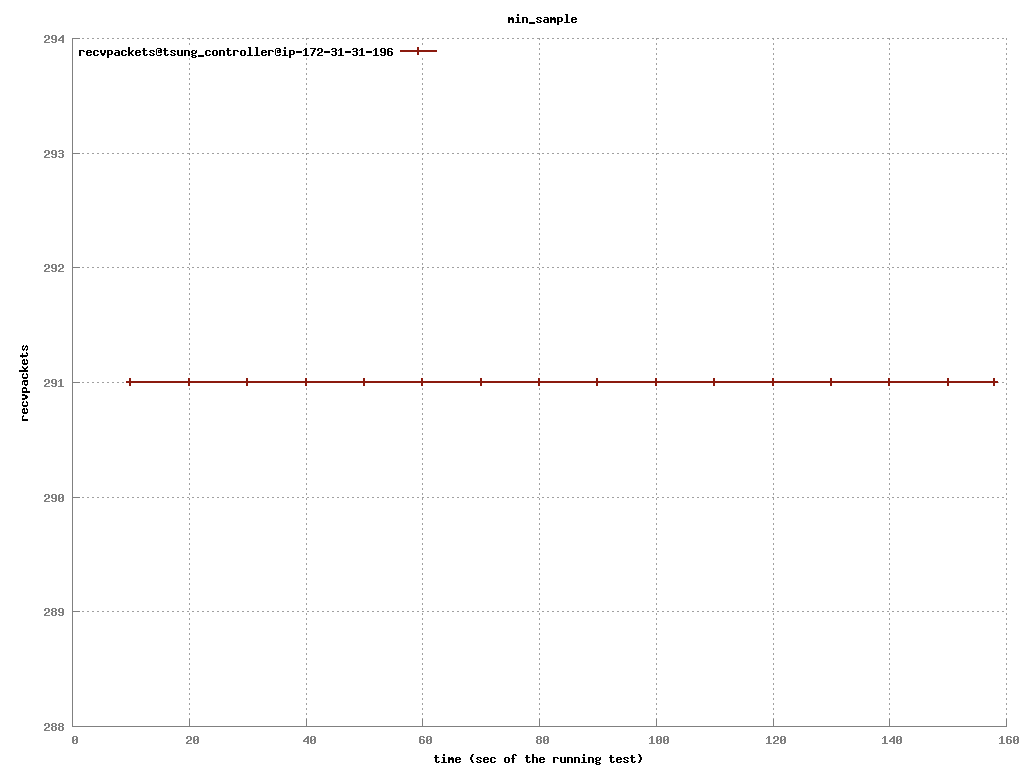 min_sample
recvpackets@tsung_controller@ip-172-31-31-196
294
293
292
291
290
289
288
recvpackets
0 20 40 60 80 100 120 140 160
time (sec of the running test)